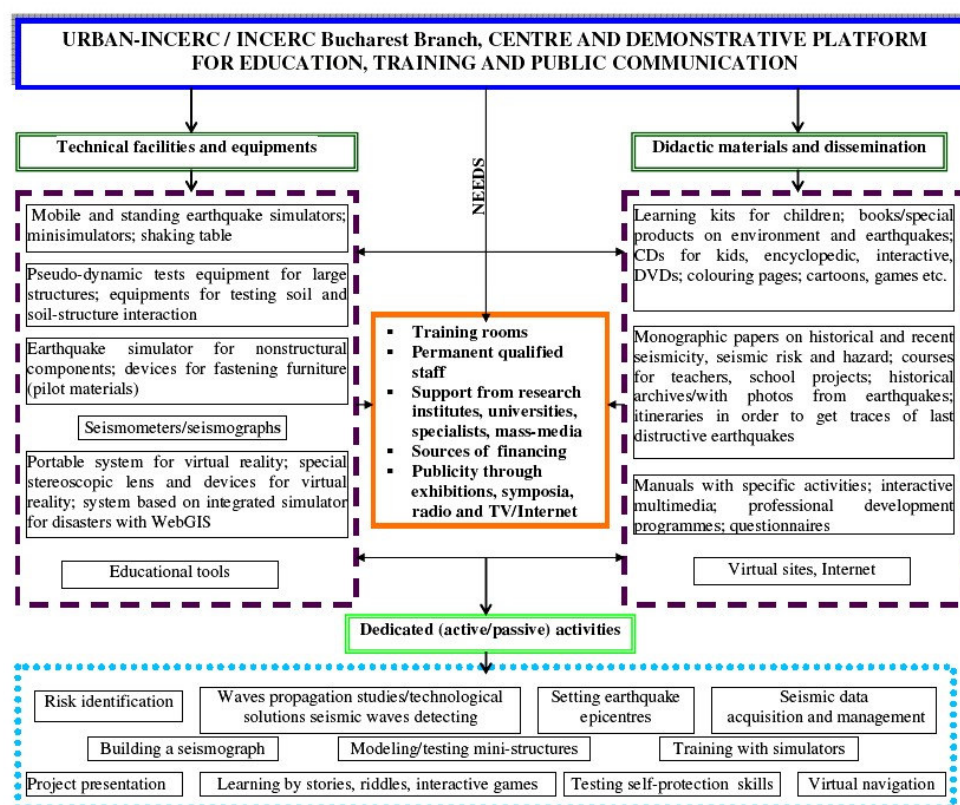 URBAN-INCERC / INCERC Bucharest Branch, CENTRE AND DEMONSTRATIVE PLATFORM
FOR EDUCATION, TRAINING AND PUBLIC COMMUNICATION
Technical facilities and equipments
NEEDS
Didactic materials and dissemination
Mobile and standing earthquake simulators;
minisimulators; shaking table
Pseudo-dynamic tests equipment for large
structures; equipments for testing soil and
soil-structure interaction
Earthquake simulator for nonstructural
components; devices for fastening furniture
(pilot materials)
Seismometers/seismographs
Portable system for virtual reality; special
stereoscopic lens and devices for virtual
reality; system based on integrated simulator
for disasters with WebGIS
Educational tools
▪ Training rooms
▪ Permanent qualified
staff
▪ Support from research
institutes, universities,
specialists, mass-media
▪ Sources of financing
▪ Publicity through
exhibitions, symposia,
radio and TV/Internet
Learning kits for children; books/special
products on environment and earthquakes;
CDs for kids, encyclopedic, interactive,
DVDs; colouring pages; cartoons, games etc.
Monographic papers on historical and recent
seismicity, seismic risk and hazard; courses
for teachers, school projects; historical
archives/with photos from earthquakes;
itineraries in order to get traces of last
distructive earthquakes
Manuals with specific activities; interactive
multimedia; professional development
programmes; questionnaires
Virtual sites, Internet
Dedicated (active/passive) activities
Risk identification
Waves propagation studies/technological
solutions seismic waves detecting
Setting earthquake
epicentres
Seismic data
acquisition and management
Building a seismograph
Modeling/testing mini-structures
Training with simulators
Project presentation
Learning by stories, riddles, interactive games
Testing self-protection skills
Virtual navigation